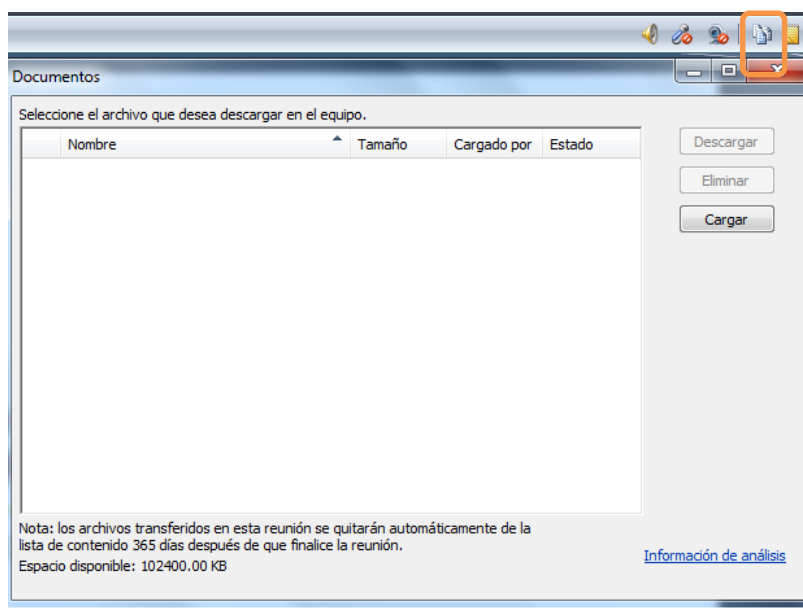 Documentos
Seleccione el archivo que desea descargar en el equipo.
Nombre Tamaño Cargado por Estado
Descargar
Eliminar
Cargar
Nota: los archivos transferidos en esta reunión se quitarán automáticamente de la
lista de contenido 365 días después de que finalice la reunión.
Espacio disponible: 102400.00 KB
Información de análisis